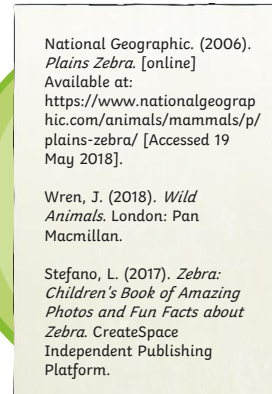 National Geographic. (2006).
Plains Zebra. [online]
Available at:
https://www.nationalgeograp
hic.com/animals/mammals/p/
plains-zebra/ [Accessed 19
May 2018].
Wren, J. (2018). Wild
Animals. London: Pan
Macmillan.
Stefano, L. (2017). Zebra:
Children's Book of Amazing
Photos and Fun Facts about
Zebra. CreateSpace
Independent Publishing
Platform.